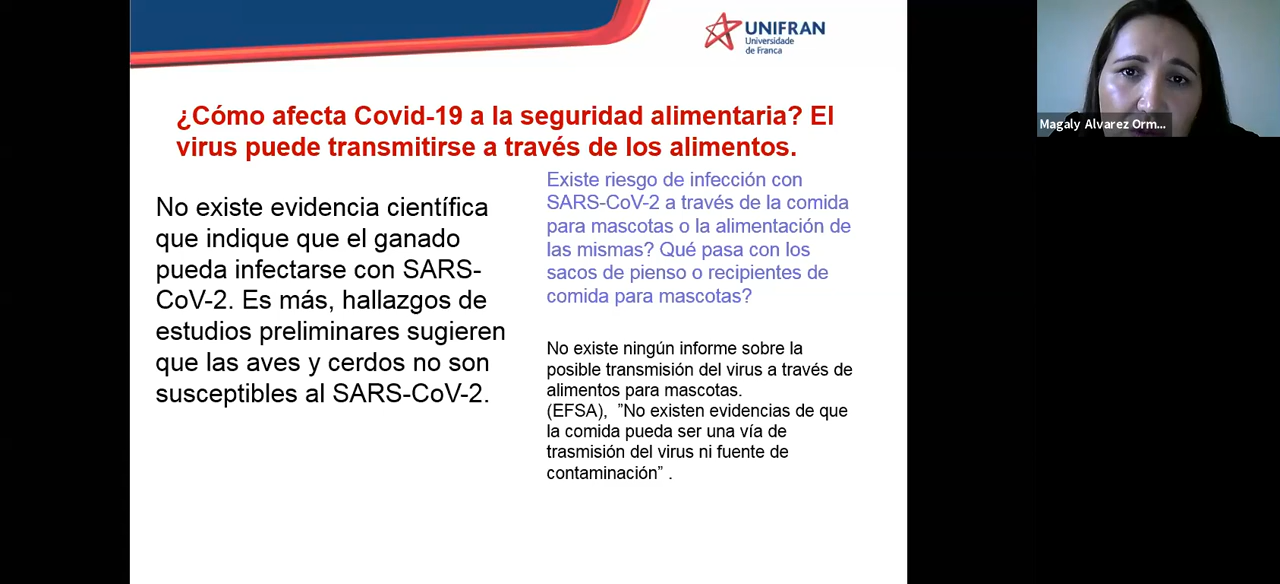 UNIFRAN
Universidade
de Franca
Magaly Alvarez Orm...
¿Cómo afecta Covid-19 a la seguridad alimentaria? El
virus puede transmitirse a través de los alimentos.
No existe evidencia científica
que indique que el ganado
pueda infectarse con SARS-
CoV-2. Es más, hallazgos de
estudios preliminares sugieren
que las aves y cerdos no son
susceptibles al SARS-CoV-2.
Existe riesgo de infección con
SARS-CoV-2 a través de la comida
para mascotas o la alimentación de
las mismas? Qué pasa con los
sacos de pienso o recipientes de
comida para mascotas?
No existe ningún informe sobre la
posible transmisión del virus a través de
alimentos para mascotas.
(EFSA), ”No existen evidencias de que
la comida pueda ser una vía de
trasmisión del virus ni fuente de
contaminación” .